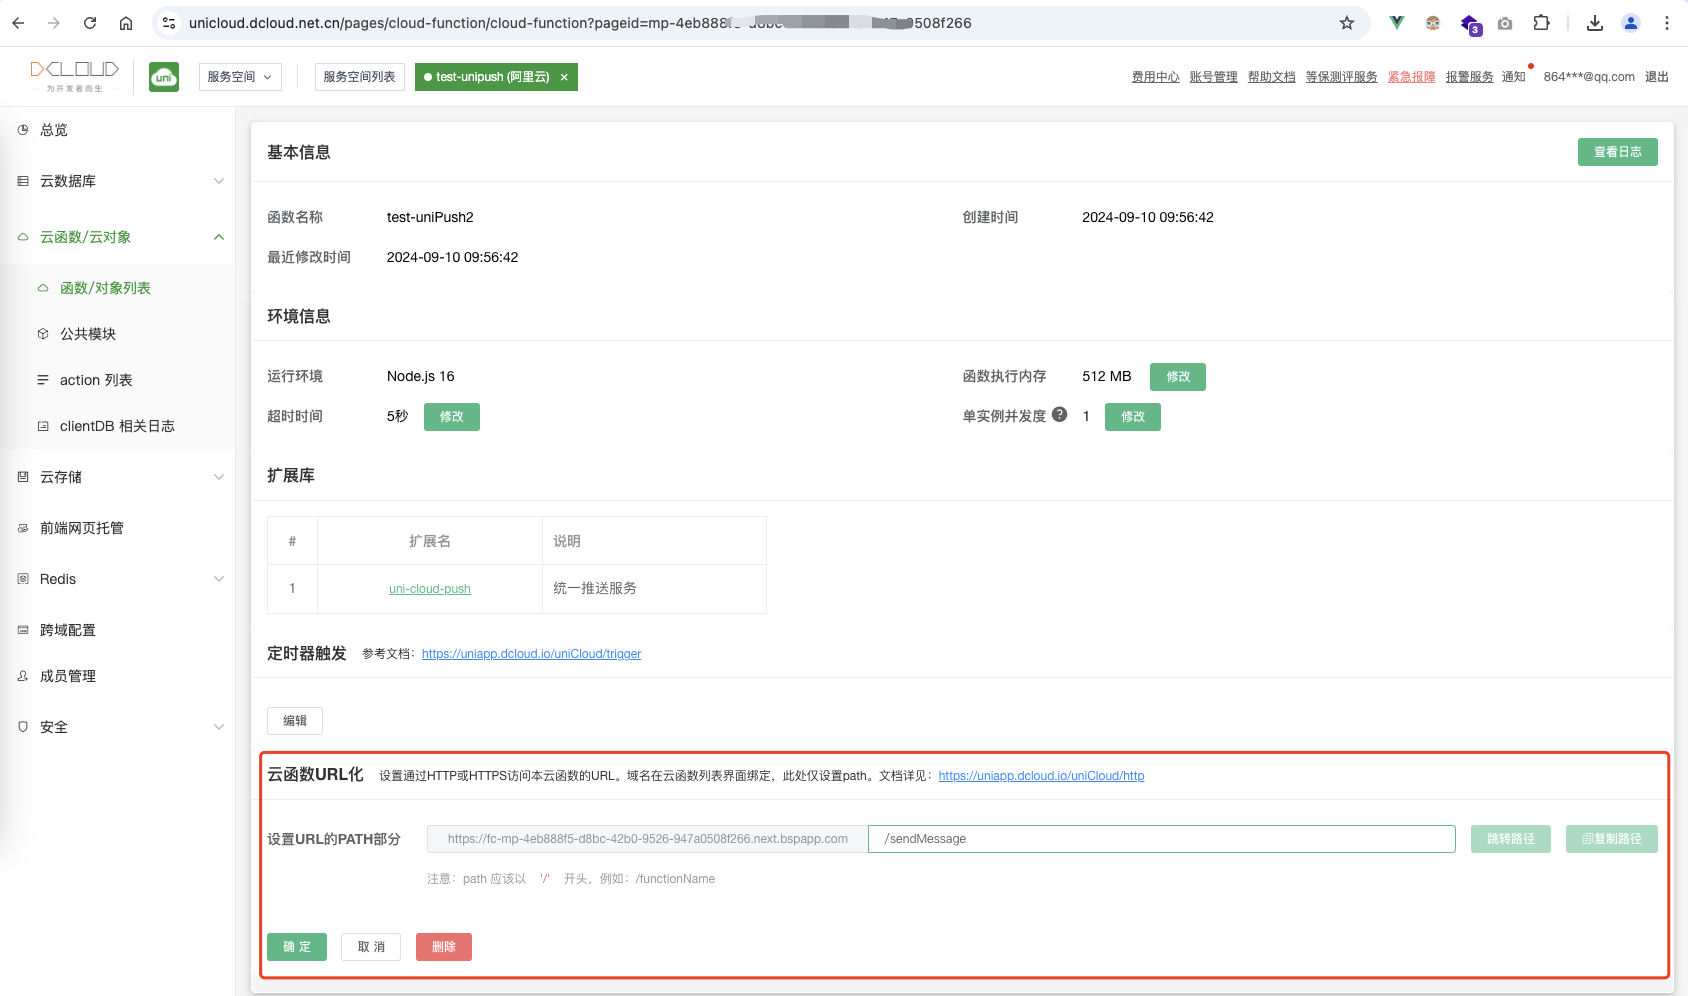 unicloud.dcloud.net.cn/pages/cloud-function/cloud-function?pageid=mp-4eb888f 0508f266
3
DCLOUD
为开发者而生
uni
服务空间
服务空间列表
test-unipush (阿里云) ×
费用中心 账号管理 帮助文档 等保测评服务 紧急报障 报警服务 通知 864***@qq.com 退出
总览
云数据库
云函数/云对象
函数/对象列表
公共模块
action 列表
clientDB 相关日志
云存储
前端网页托管
Redis
跨域配置
成员管理
安全
基本信息
查看日志
函数名称 test-uniPush2 创建时间 2024-09-10 09:56:42
最近修改时间 2024-09-10 09:56:42
环境信息
运行环境 Node.js 16 函数执行内存 512 MB 修改
超时时间 5秒 修改 单实例并发度 ? 1 修改
扩展库
# 扩展名 说明
1 uni-cloud-push 统一推送服务
定时器触发 参考文档: https://uniapp.dcloud.io/uniCloud/trigger
编辑
云函数URL化 设置通过HTTP或HTTPS访问本云函数的URL。域名在云函数列表界面绑定，此处仅设置path。文档详见: https://uniapp.dcloud.io/uniCloud/http
设置URL的PATH部分 https://fc-mp-4eb888f5-d8bc-42b0-9526-947a0508f266.next.bspapp.com /sendMessage 跳转路径 复制路径
注意: path 应该以 '/' 开头，例如: /functionName
确 定 取 消 删除